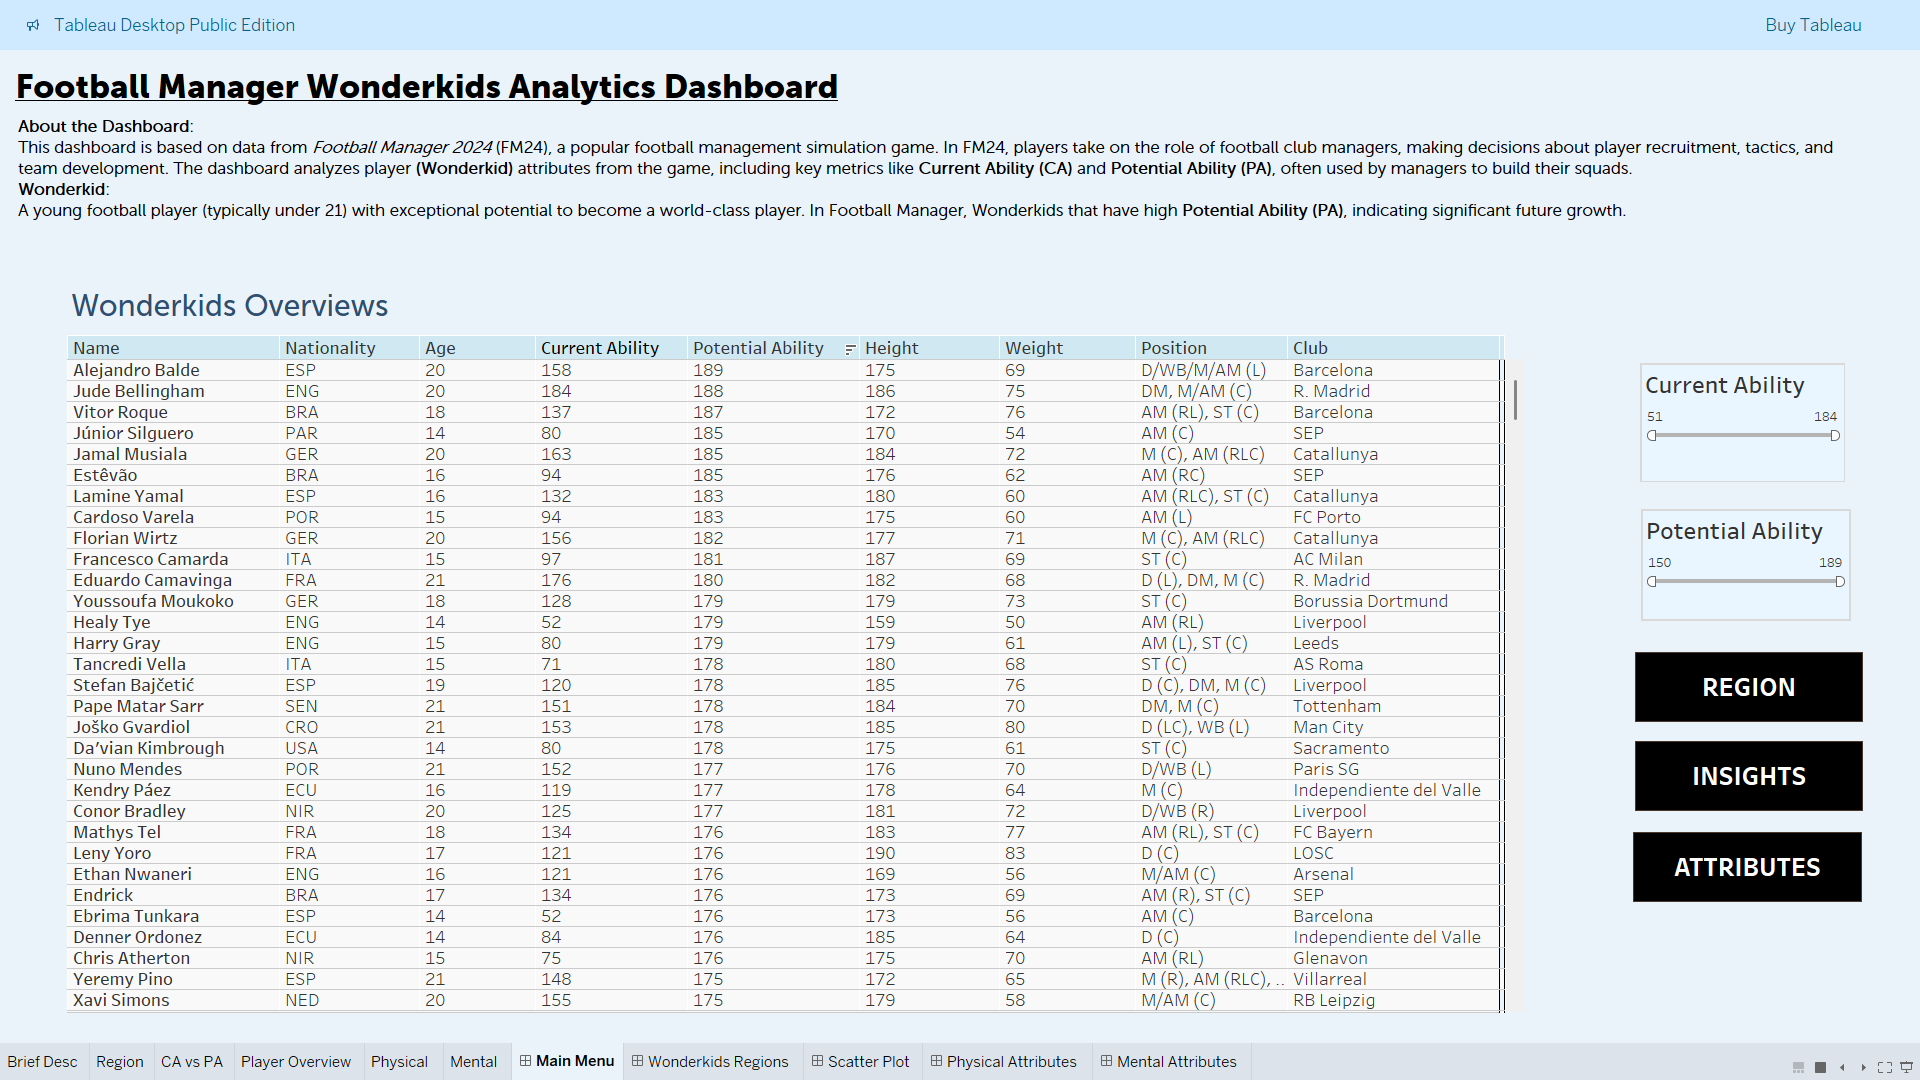 Tableau Desktop Public Edition Buy Tableau
Football Manager Wonderkids Analytics Dashboard
About the Dashboard:
This dashboard is based on data from Football Manager 2024 (FM24), a popular football management simulation game. In FM24, players take on the role of football club managers, making decisions about player recruitment, tactics, and
team development. The dashboard analyzes player (Wonderkid) attributes from the game, including key metrics like Current Ability (CA) and Potential Ability (PA), often used by managers to build their squads.
Wonderkid:
A young football player (typically under 21) with exceptional potential to become a world-class player. In Football Manager, Wonderkids that have high Potential Ability (PA), indicating significant future growth.
Wonderkids Overviews
Name Nationality Age Current Ability Potential Ability Height Weight Position Club
Alejandro Balde ESP 20 158 189 175 69 D/WB/M/AM (L) Barcelona
Jude Bellingham ENG 20 184 188 186 75 DM, M/AM (C) R. Madrid
Vitor Roque BRA 18 137 187 172 76 AM (RL), ST (C) Barcelona
Júnior Silguero PAR 14 80 185 170 54 AM (C) SEP
Jamal Musiala GER 20 163 185 184 72 M (C), AM (RLC) Catallunya
Estêvão BRA 16 94 185 176 62 AM (RC) SEP
Lamine Yamal ESP 16 132 183 180 60 AM (RLC), ST (C) Catallunya
Cardoso Varela POR 15 94 183 175 60 AM (L) FC Porto
Florian Wirtz GER 20 156 182 177 71 M (C), AM (RLC) Catallunya
Francesco Camarda ITA 15 97 181 187 69 ST (C) AC Milan
Eduardo Camavinga FRA 21 176 180 182 68 D (L), DM, M (C) R. Madrid
Youssoufa Moukoko GER 18 128 179 179 73 ST (C) Borussia Dortmund
Healy Tye ENG 14 52 179 159 50 AM (RL) Liverpool
Harry Gray ENG 15 80 179 179 61 AM (L), ST (C) Leeds
Tancredi Vella ITA 15 71 178 180 68 ST (C) AS Roma
Stefan Bajčetić ESP 19 120 178 185 76 D (C), DM, M (C) Liverpool
Pape Matar Sarr SEN 21 151 178 184 70 DM, M (C) Tottenham
Joško Gvardiol CRO 21 153 178 185 80 D (LC), WB (L) Man City
Da’vian Kimbrough USA 14 80 178 175 61 ST (C) Sacramento
Nuno Mendes POR 21 152 177 176 70 D/WB (L) Paris SG
Kendry Páez ECU 16 119 177 178 64 M (C) Independiente del Valle
Conor Bradley NIR 20 125 177 181 72 D/WB (R) Liverpool
Mathys Tel FRA 18 134 176 183 77 AM (RL), ST (C) FC Bayern
Leny Yoro FRA 17 121 176 190 83 D (C) LOSC
Ethan Nwaneri ENG 16 121 176 169 56 M/AM (C) Arsenal
Endrick BRA 17 134 176 173 69 AM (R), ST (C) SEP
Ebrima Tunkara ESP 14 52 176 173 56 AM (C) Barcelona
Denner Ordonez ECU 14 84 176 185 64 D (C) Independiente del Valle
Chris Atherton NIR 15 75 176 175 70 AM (RL) Glenavon
Yeremy Pino ESP 21 148 175 172 65 M (R), AM (RLC), .. Villarreal
Xavi Simons NED 20 155 175 179 58 M/AM (C) RB Leipzig
Current Ability
51 184
Potential Ability
150 189
REGION
INSIGHTS
ATTRIBUTES
Brief Desc Region CA vs PA Player Overview Physical Mental Main Menu Wonderkids Regions Scatter Plot Physical Attributes Mental Attributes